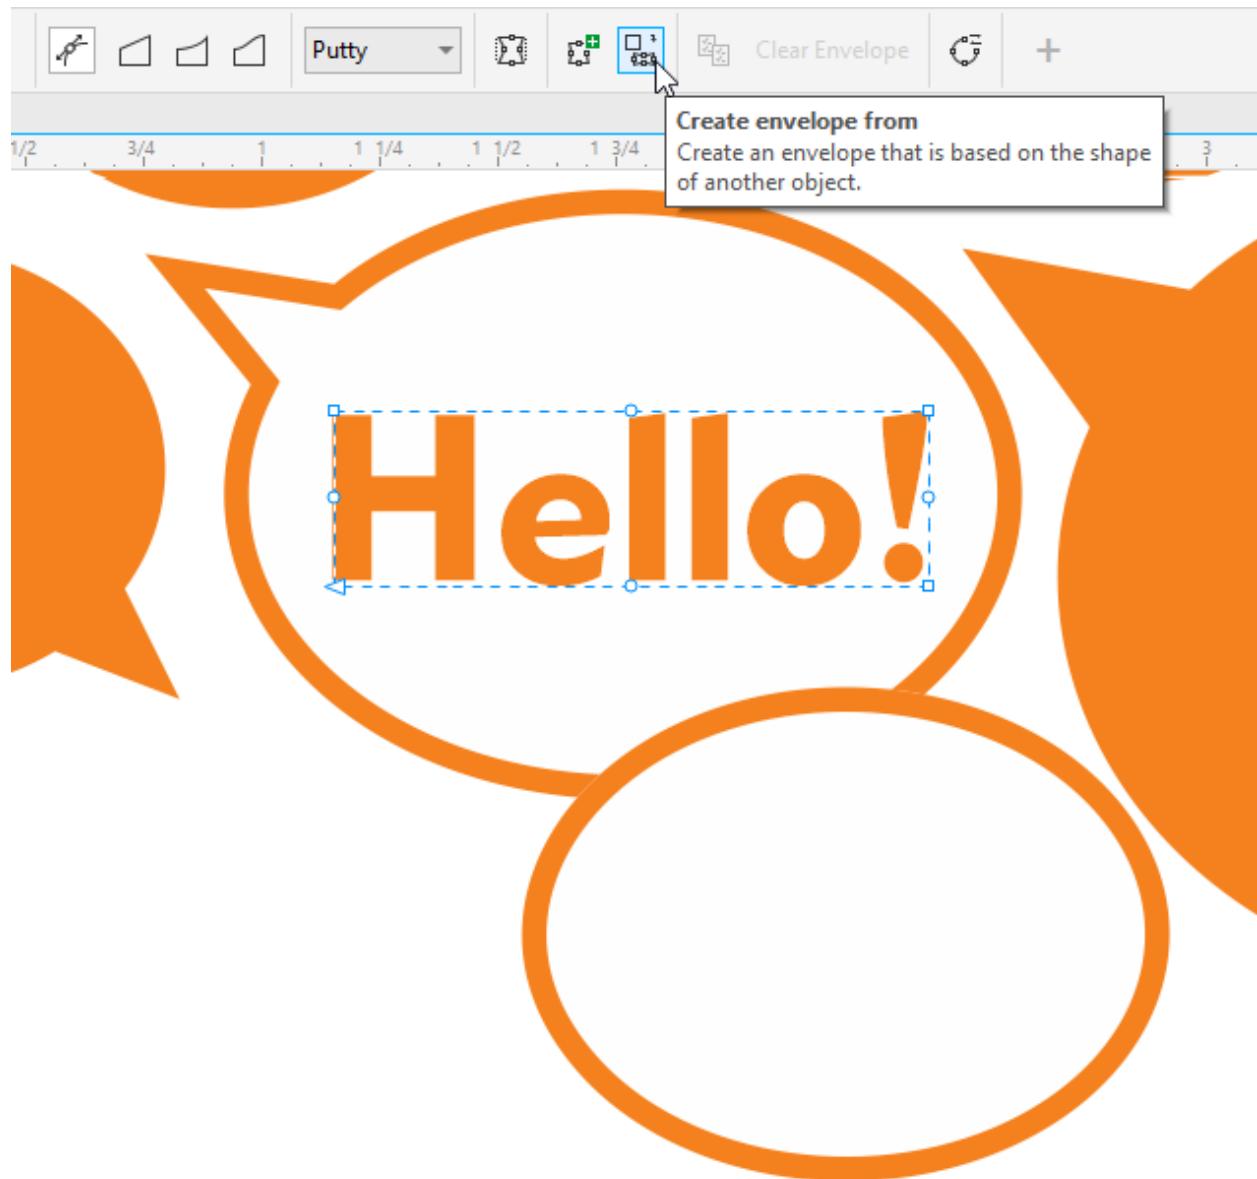 Putty
Clear Envelope
Create envelope from
Create an envelope that is based on the shape
of another object.
1/2 3/4 1 1 1/4 1 1/2 1 3/4 3
Hello!